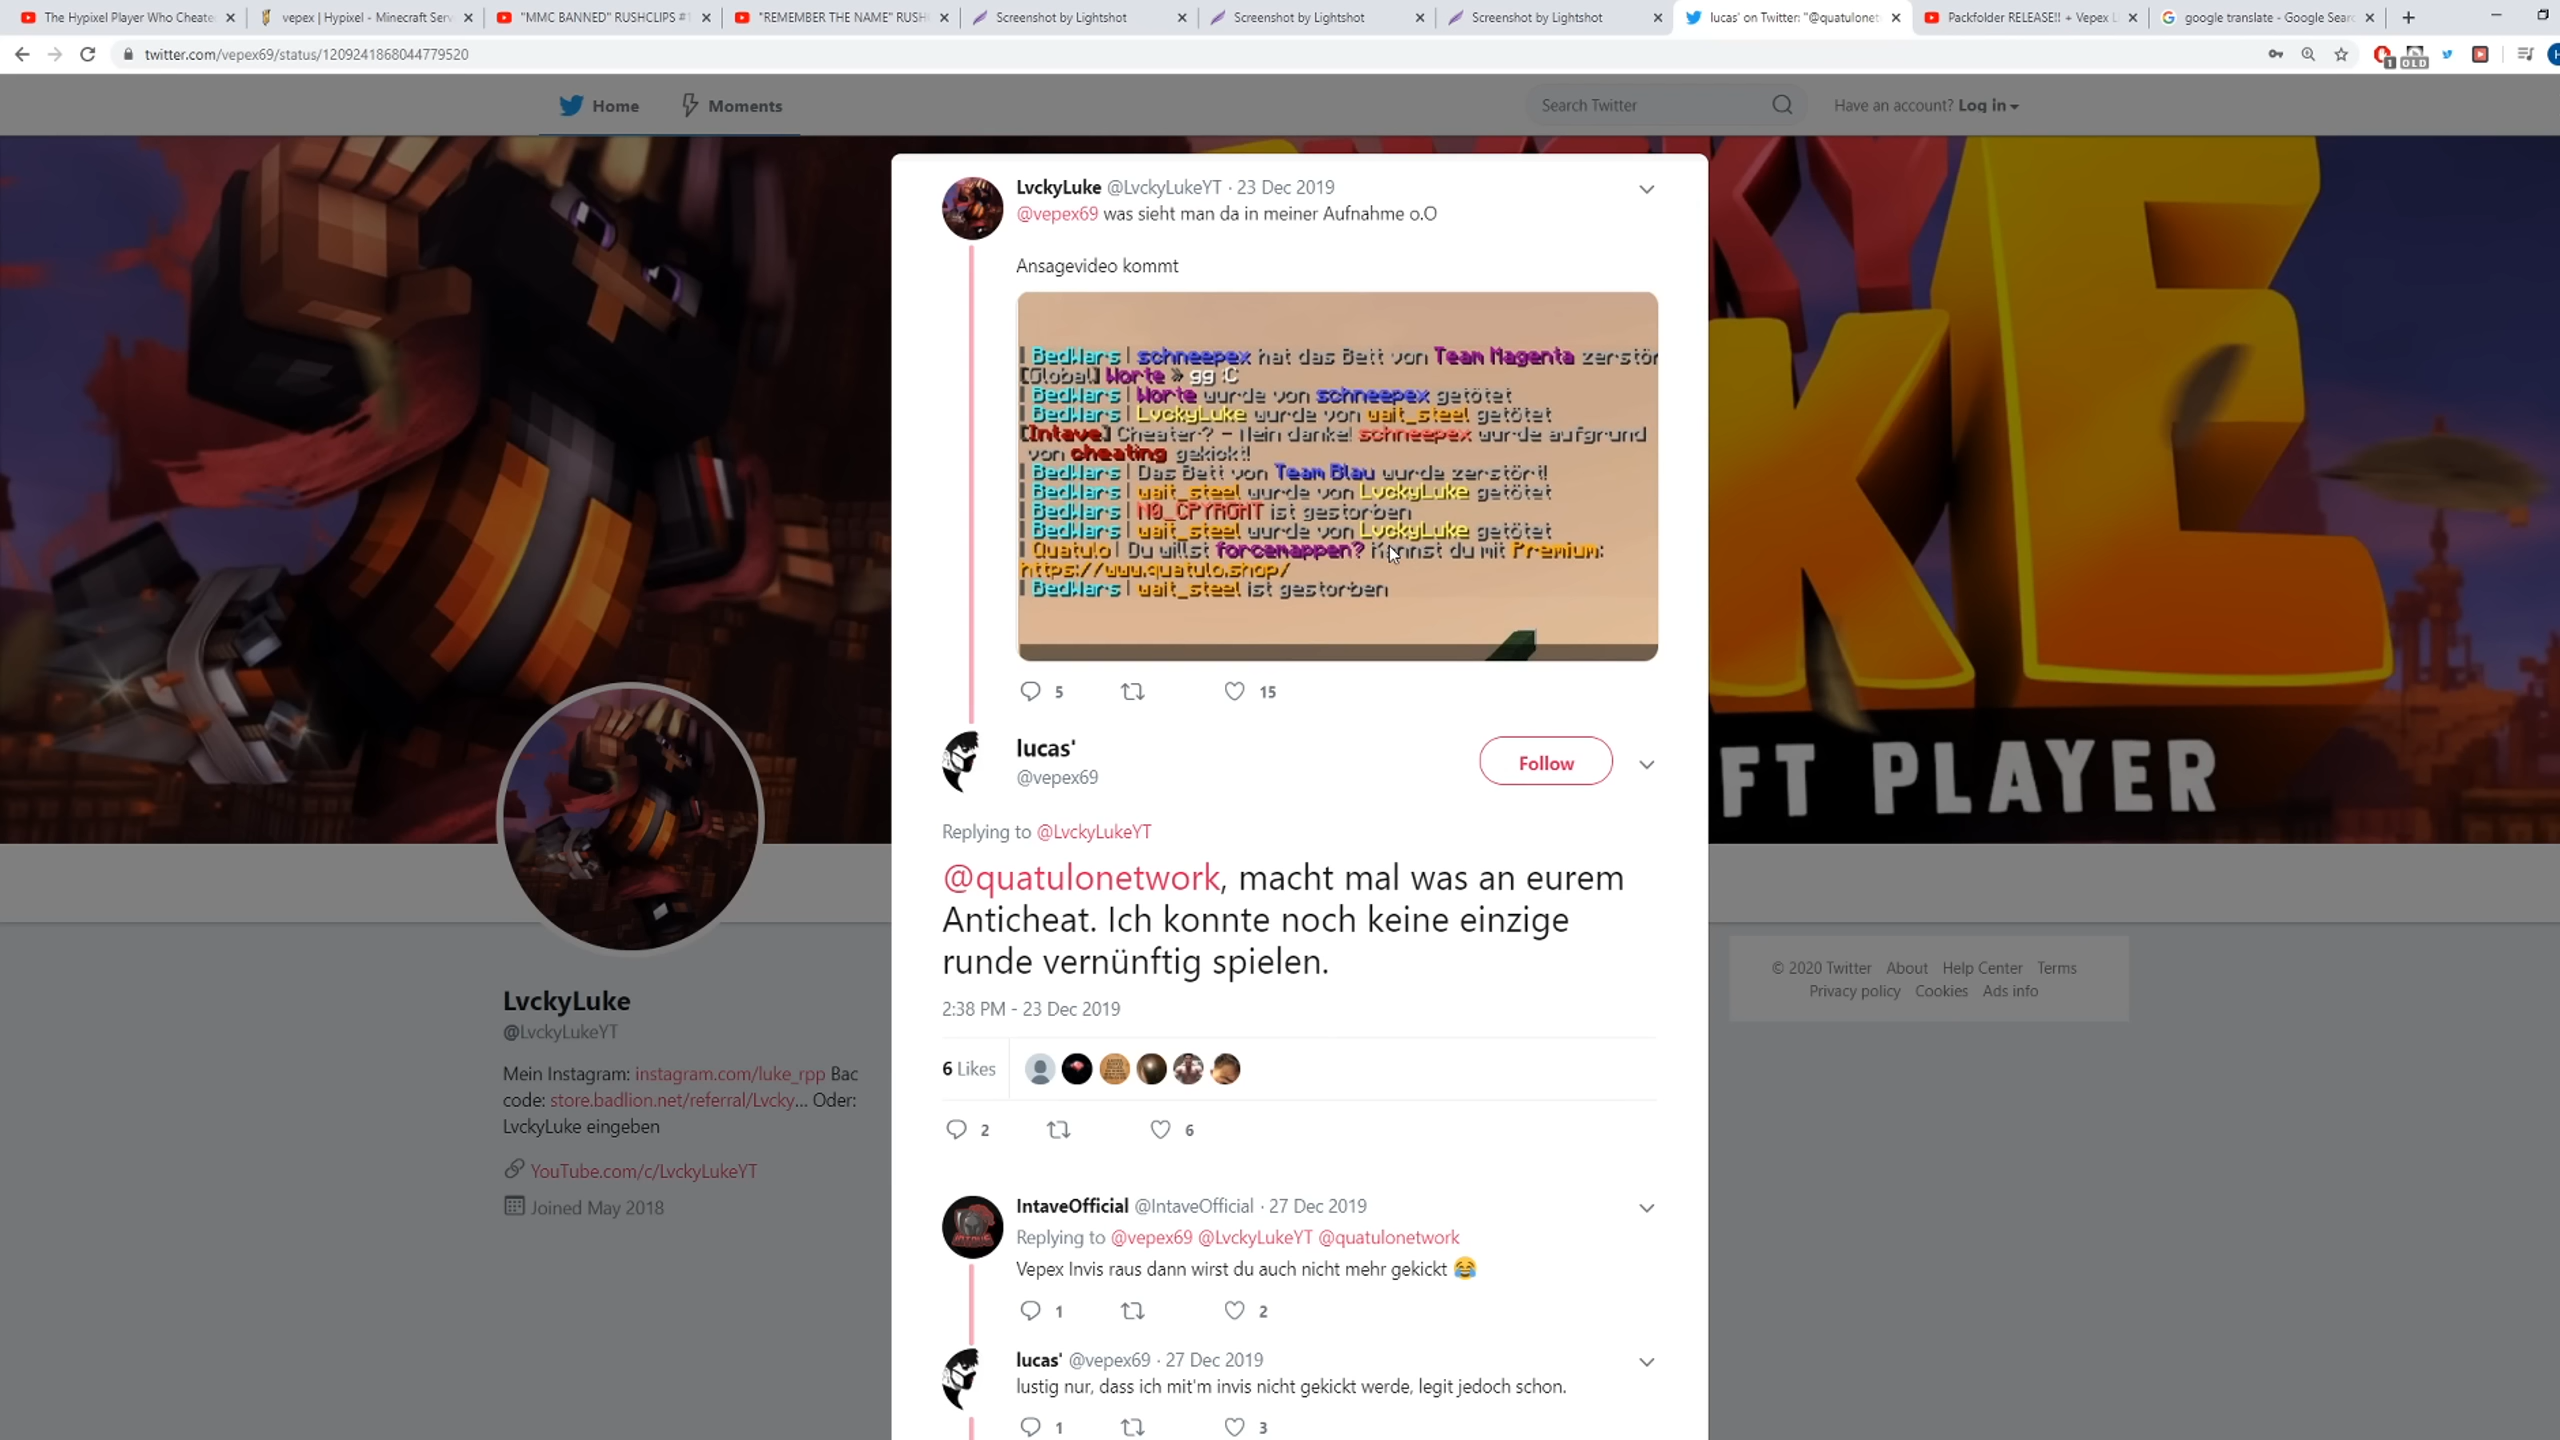 The Hypixel Player Who Cheate
vepex | Hypixel - Minecraft Serv
"MMC BANNED" RUSHCLIPS #1
"REMEMBER THE NAME" RUSH
Screenshot by Lightshot
Screenshot by Lightshot
Screenshot by Lightshot
lucas' on Twitter: "@quatulonet
Packfolder RELEASE!! + Vepex
google translate - Google Sear
twitter.com/vepex69/status/1209241868044779520
1
OLD
Home
Moments
Search Twitter
Have an account? Log in
KE
FT PLAYER
LvckyLuke @LvckyLukeYT · 23 Dec 2019
@vepex69 was sieht man da in meiner Aufnahme o.O
Ansagevideo kommt
| BedWars | schneepex hat das Bett von Team Magenta zerstör
[Global] Worte » gg :C
| BedWars | Worte wurde von schneepex getötet
| BedWars | LvckyLuke wurde von wait_steel getötet
[Intave] Cheater? - Nein danke! schneepex wurde aufgrund
von cheating gekickt!
| BedWars | Das Bett von Team Blau wurde zerstört!
| BedWars | wait_steel wurde von LvckyLuke getötet
| BedWars | N0_CPYRGHT ist gestorben
| BedWars | wait_steel wurde von LvckyLuke getötet
| Quatulo | Du willst forcemappen? Kannst du mit Premium:
https://www.quatulo.shop/
| BedWars | wait_steel ist gestorben
5 15
lucas'
@vepex69
Follow
Replying to @LvckyLukeYT
@quatulonetwork, macht mal was an eurem
Anticheat. Ich konnte noch keine einzige
runde vernünftig spielen.
2:38 PM - 23 Dec 2019
6 Likes
2 6
IntaveOfficial @IntaveOfficial · 27 Dec 2019
Replying to @vepex69 @LvckyLukeYT @quatulonetwork
Vepex Invis raus dann wirst du auch nicht mehr gekickt 😂
1 2
lucas' @vepex69 · 27 Dec 2019
lustig nur, dass ich mit'm invis nicht gekickt werde, legit jedoch schon.
1 3
LvckyLuke
@LvckyLukeYT
Mein Instagram: instagram.com/luke_rpp Bac
code: store.badlion.net/referral/Lvcky... Oder:
LvckyLuke eingeben
YouTube.com/c/LvckyLukeYT
Joined May 2018
© 2020 Twitter About Help Center Terms
Privacy policy Cookies Ads info